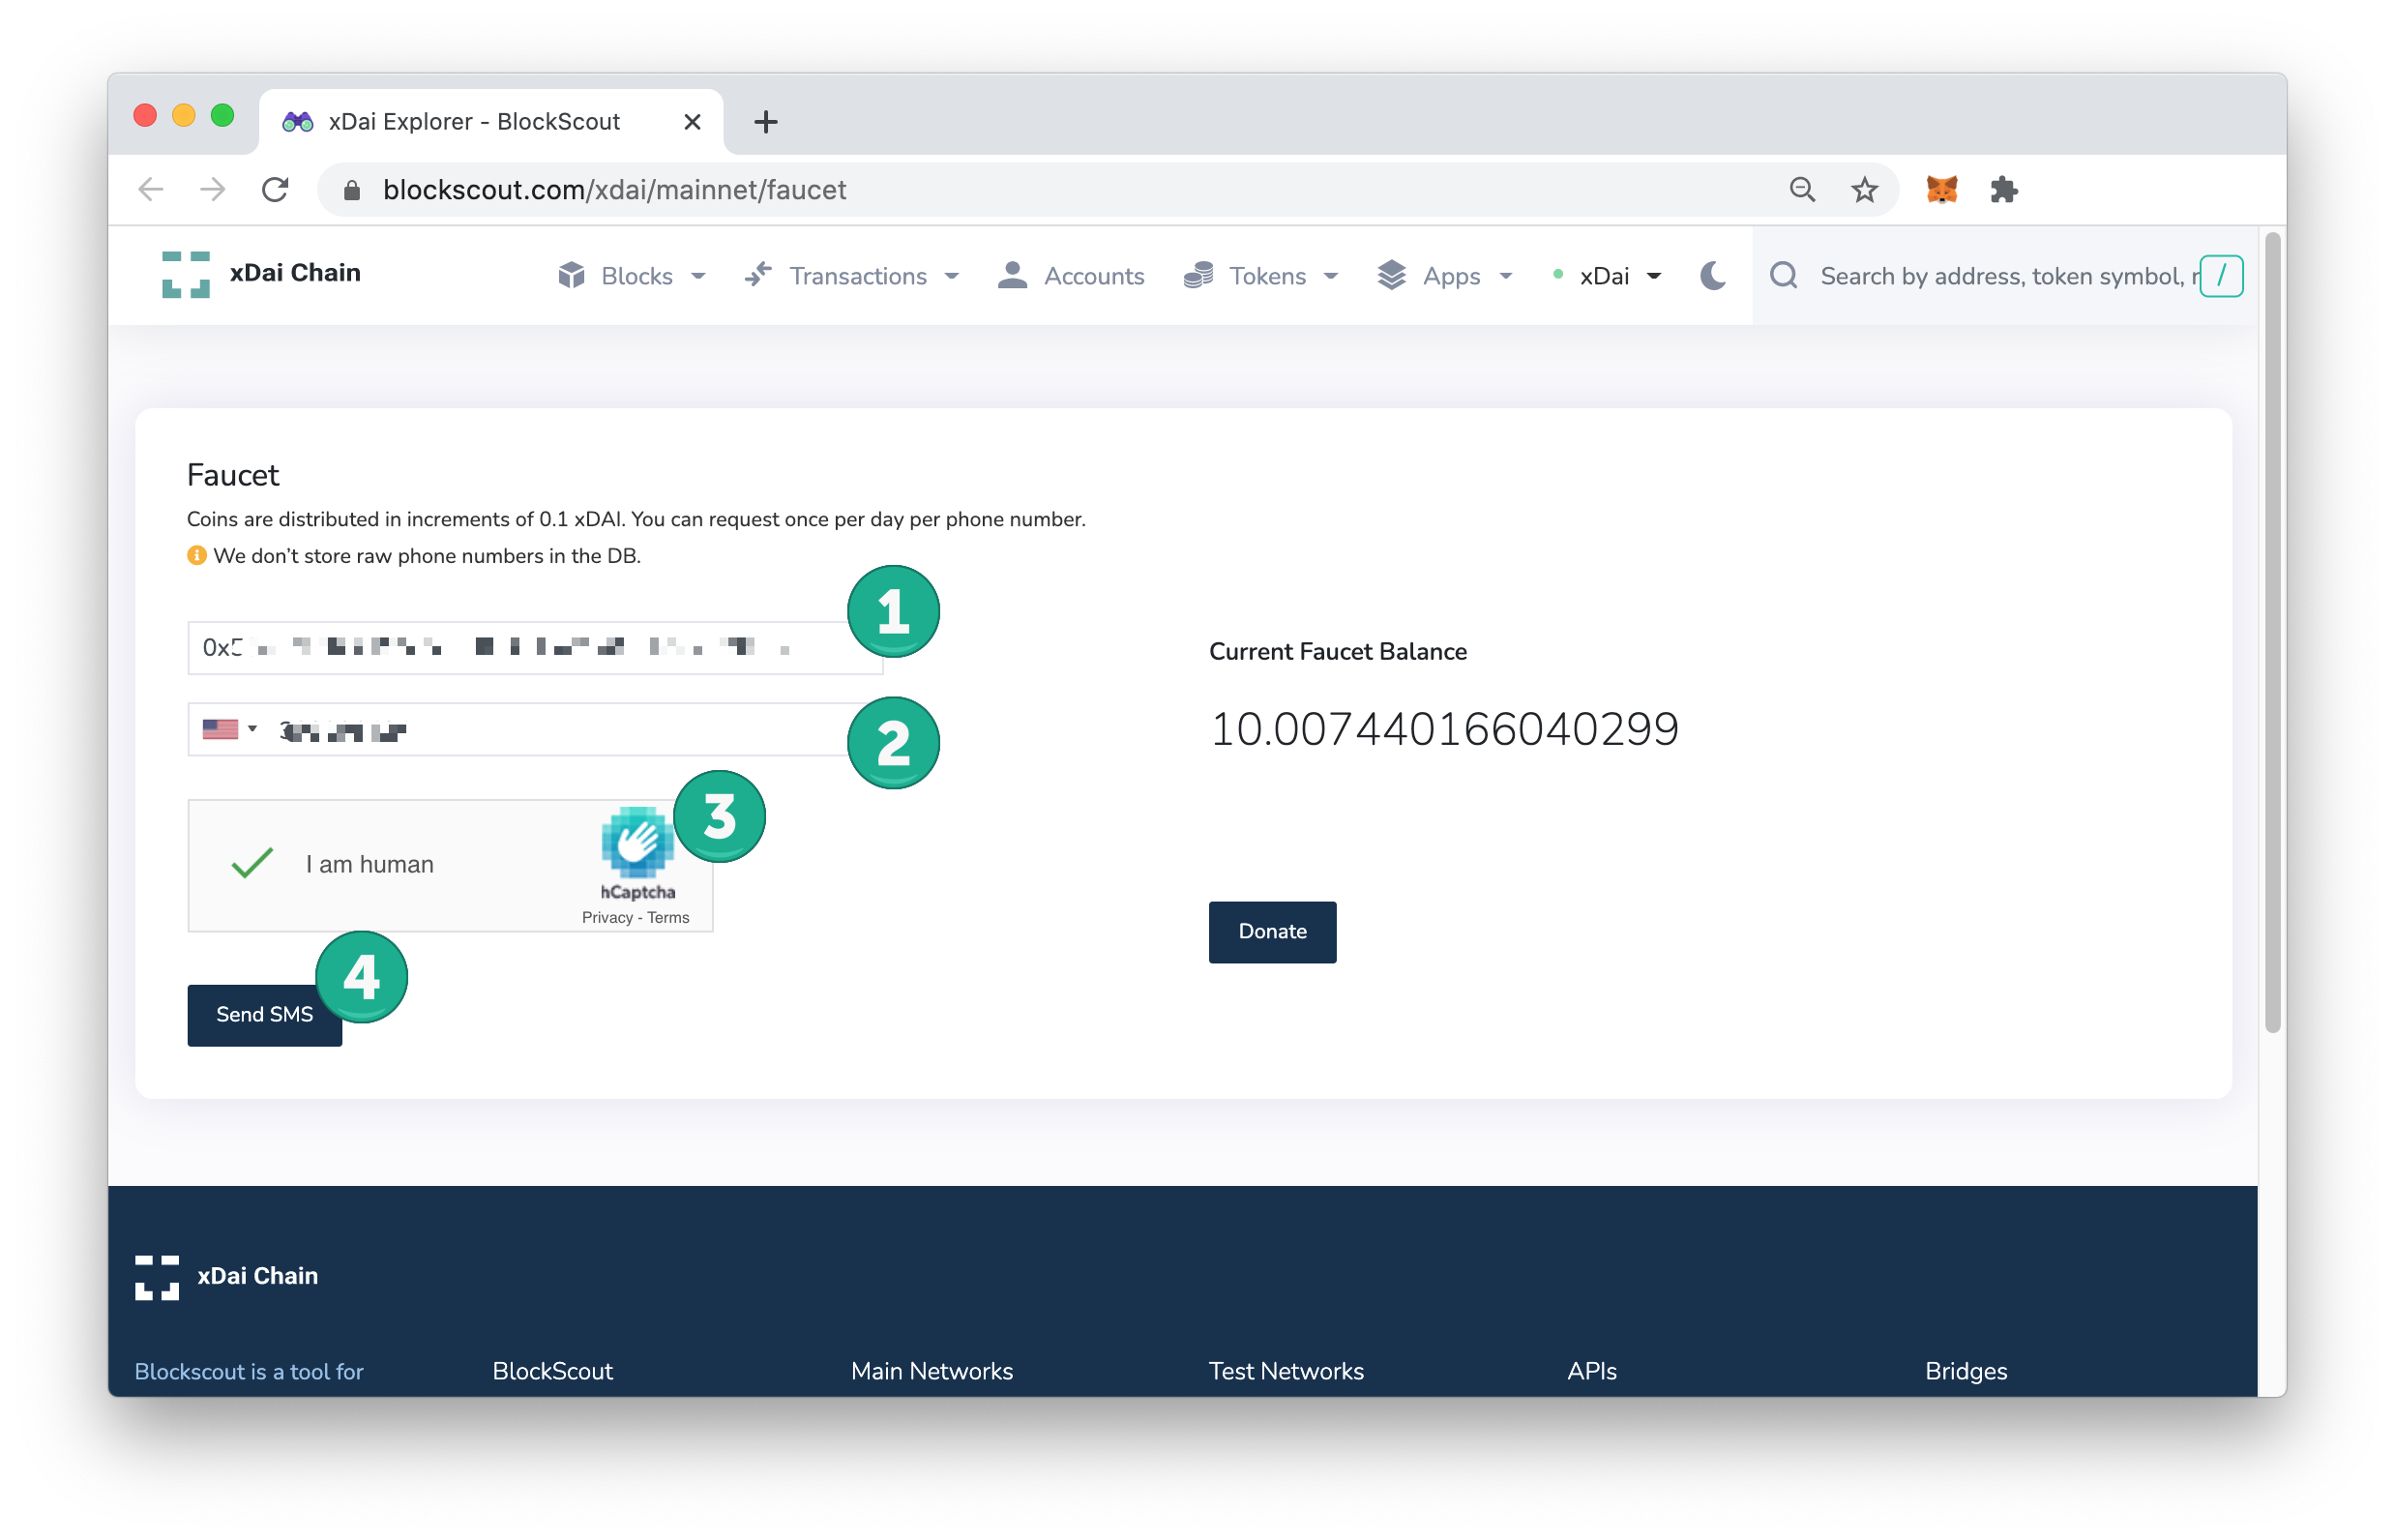 xDai Explorer - BlockScout
blockscout.com/xdai/mainnet/faucet
xDai Chain
Blocks
Transactions
Accounts
Tokens
Apps
xDai
Search by address, token symbol,
/
Faucet
Coins are distributed in increments of 0.1 xDAI. You can request once per day per phone number.
We don't store raw phone numbers in the DB.
1
2
I am human
hCaptcha
Privacy - Terms
3
Send SMS
4
Current Faucet Balance
10.007440166040299
Donate
xDai Chain
Blockscout is a tool for
BlockScout
Main Networks
Test Networks
APIs
Bridges